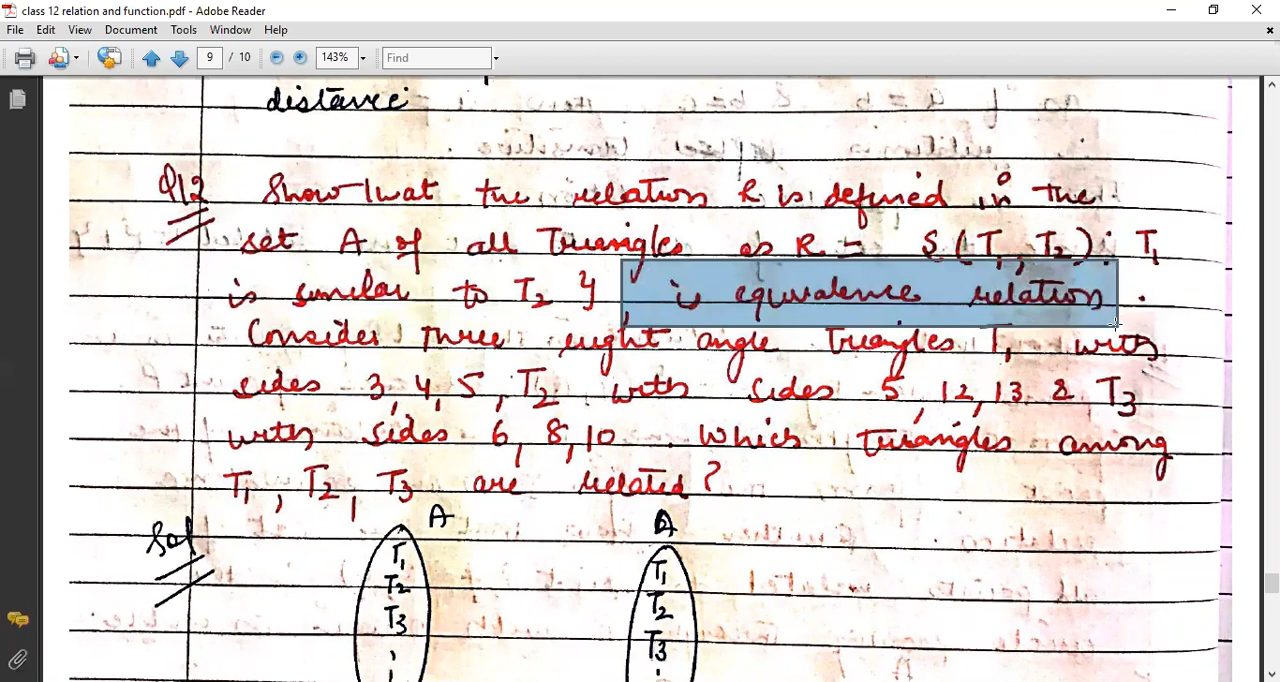 class 12 relation and function.pdf - Adobe Reader
File Edit View Document Tools Window Help
9 / 10 143% Find
distance
Q12 Show that the relation R is defined in the
set A of all Triangles as R = {(T1, T2): T1
is similar to T2 }, is equivalence relation.
Consider three right angle triangles T1 with
sides 3, 4, 5, T2 with sides 5, 12, 13 & T3
with sides 6, 8, 10. Which triangles among
T1, T2, T3 are related?
Sol
A A
T1 T1
T2 T2
T3 T3